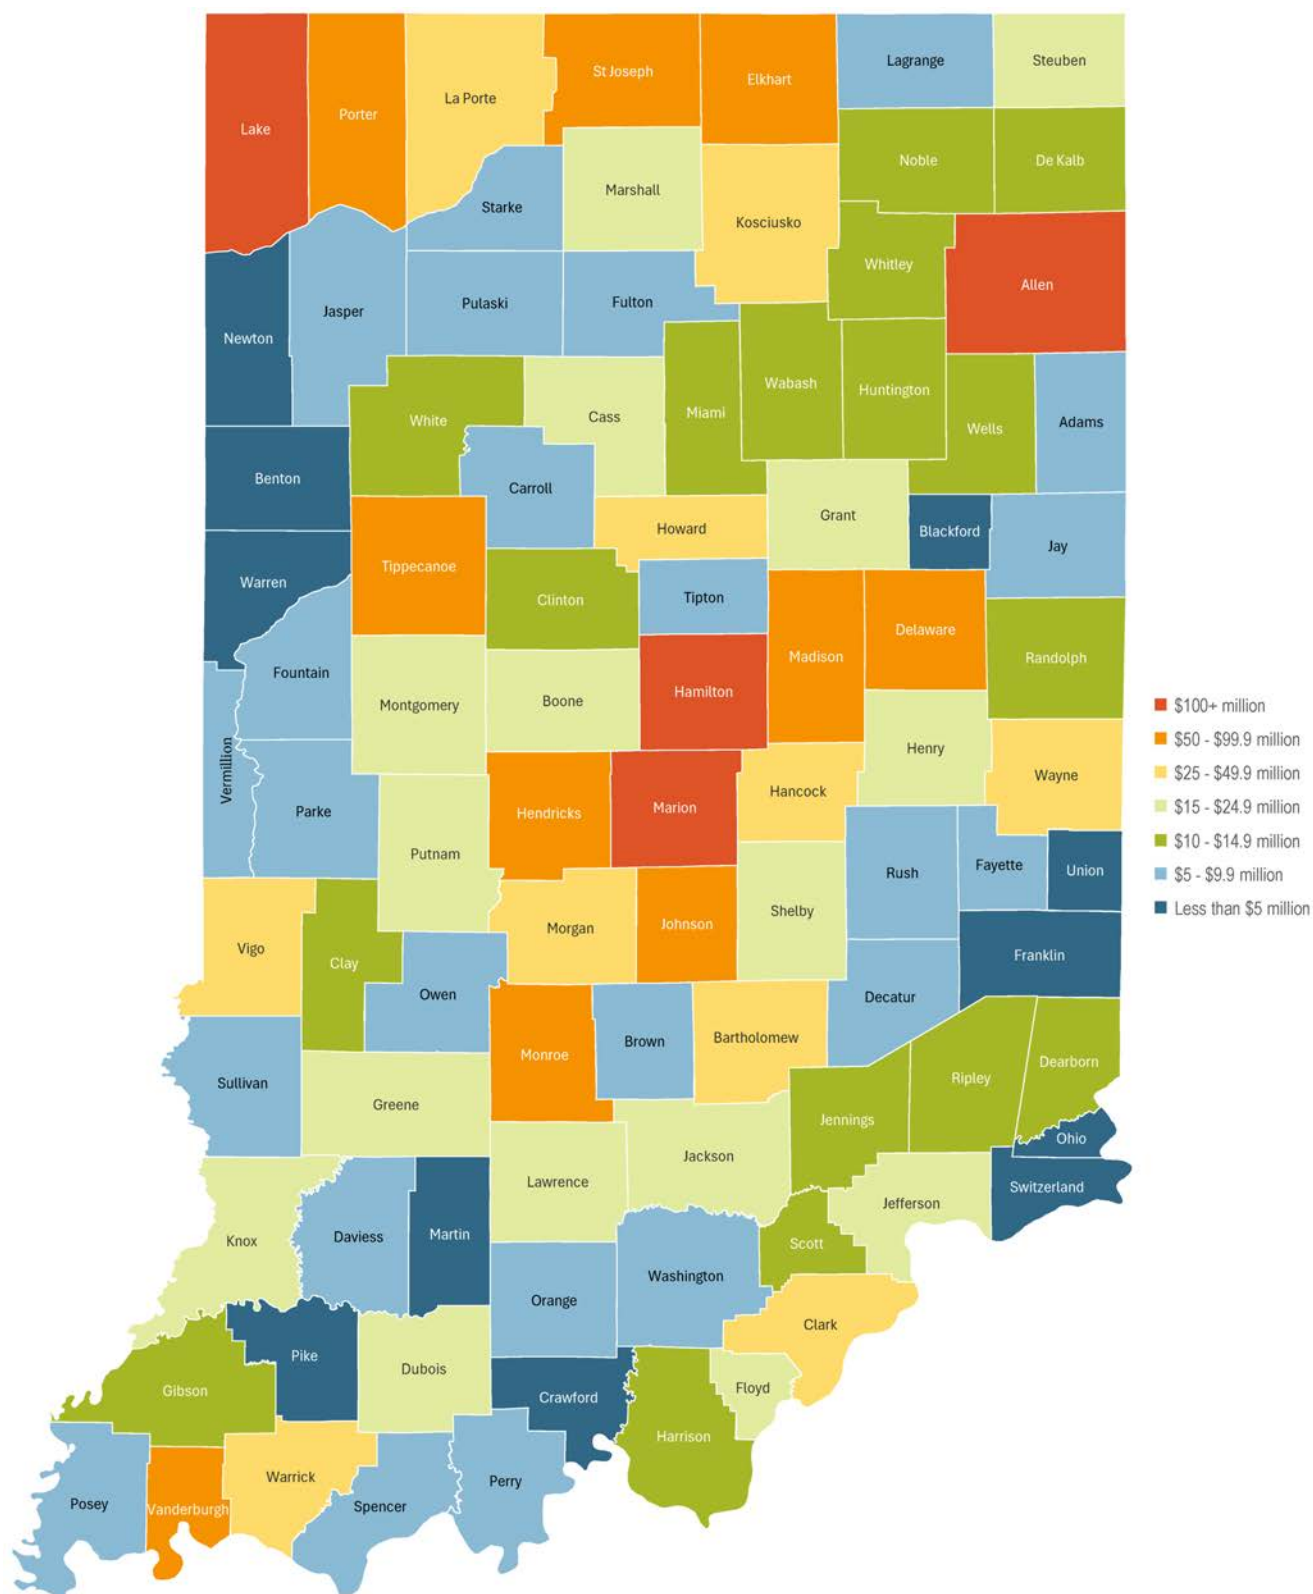 St Joseph
Elkhart
Lagrange
Steuben
La Porte
Lake
Porter
Noble
De Kalb
Marshall
Starke
Kosciusko
Whitley
Allen
Pulaski
Fulton
Jasper
Newton
Wabash
Huntington
Miami
White
Cass
Wells
Adams
Benton
Carroll
Howard
Grant
Blackford
Jay
Tippecanoe
Warren
Clinton
Tipton
Delaware
Madison
Randolph
Fountain
Hamilton
Montgomery
Boone
Henry
Wayne
Vermillion
Hancock
Marion
Parke
Hendricks
Putnam
Rush
Fayette
Union
Shelby
Johnson
Morgan
Vigo
Clay
Franklin
Owen
Decatur
Bartholomew
Brown
Monroe
Dearborn
Ripley
Sullivan
Greene
Jennings
Ohio
Jackson
Lawrence
Switzerland
Jefferson
Knox
Daviess
Martin
Scott
Washington
Orange
Clark
Pike
Dubois
Gibson
Floyd
Crawford
Harrison
Warrick
Perry
Posey
Vanderburgh
Spencer
$100+ million
$50 - $99.9 million
$25 - $49.9 million
$15 - $24.9 million
$10 - $14.9 million
$5 - $9.9 million
Less than $5 million